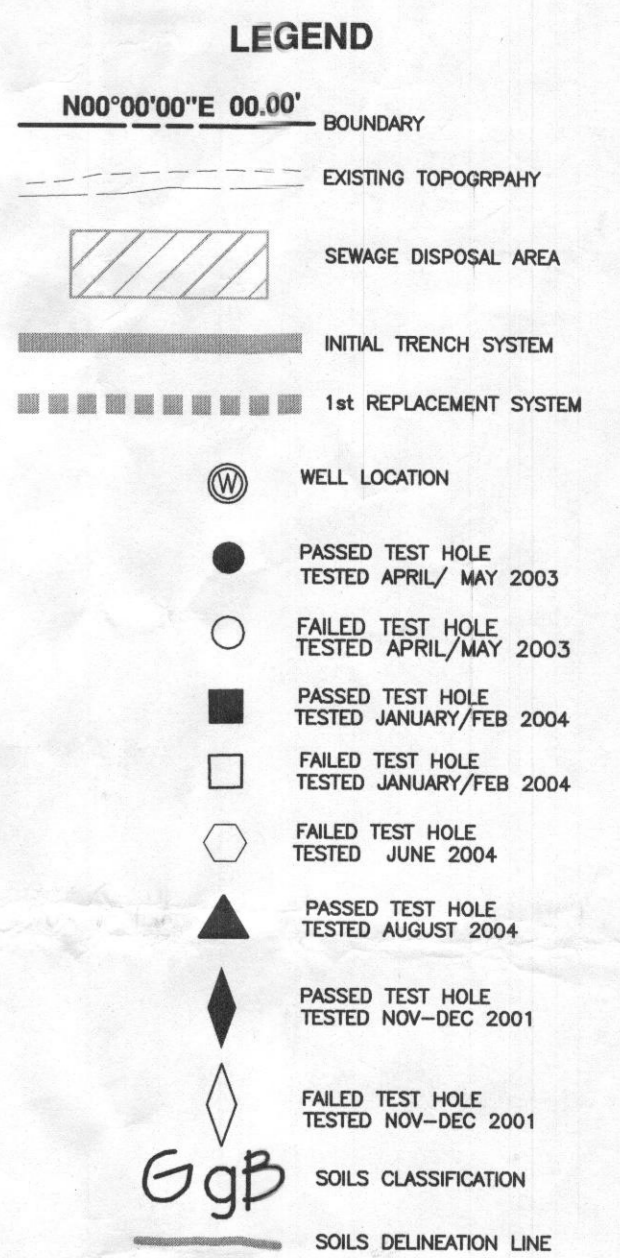 LEGEND
N00°00'00"E 00.00'
BOUNDARY
EXISTING TOPOGRPAHY
SEWAGE DISPOSAL AREA
INITIAL TRENCH SYSTEM
1st REPLACEMENT SYSTEM
W
WELL LOCATION
PASSED TEST HOLE
TESTED APRIL/ MAY 2003
FAILED TEST HOLE
TESTED APRIL/MAY 2003
PASSED TEST HOLE
TESTED JANUARY/FEB 2004
FAILED TEST HOLE
TESTED JANUARY/FEB 2004
FAILED TEST HOLE
TESTED JUNE 2004
PASSED TEST HOLE
TESTED AUGUST 2004
PASSED TEST HOLE
TESTED NOV-DEC 2001
FAILED TEST HOLE
TESTED NOV-DEC 2001
GgB
SOILS CLASSIFICATION
SOILS DELINEATION LINE